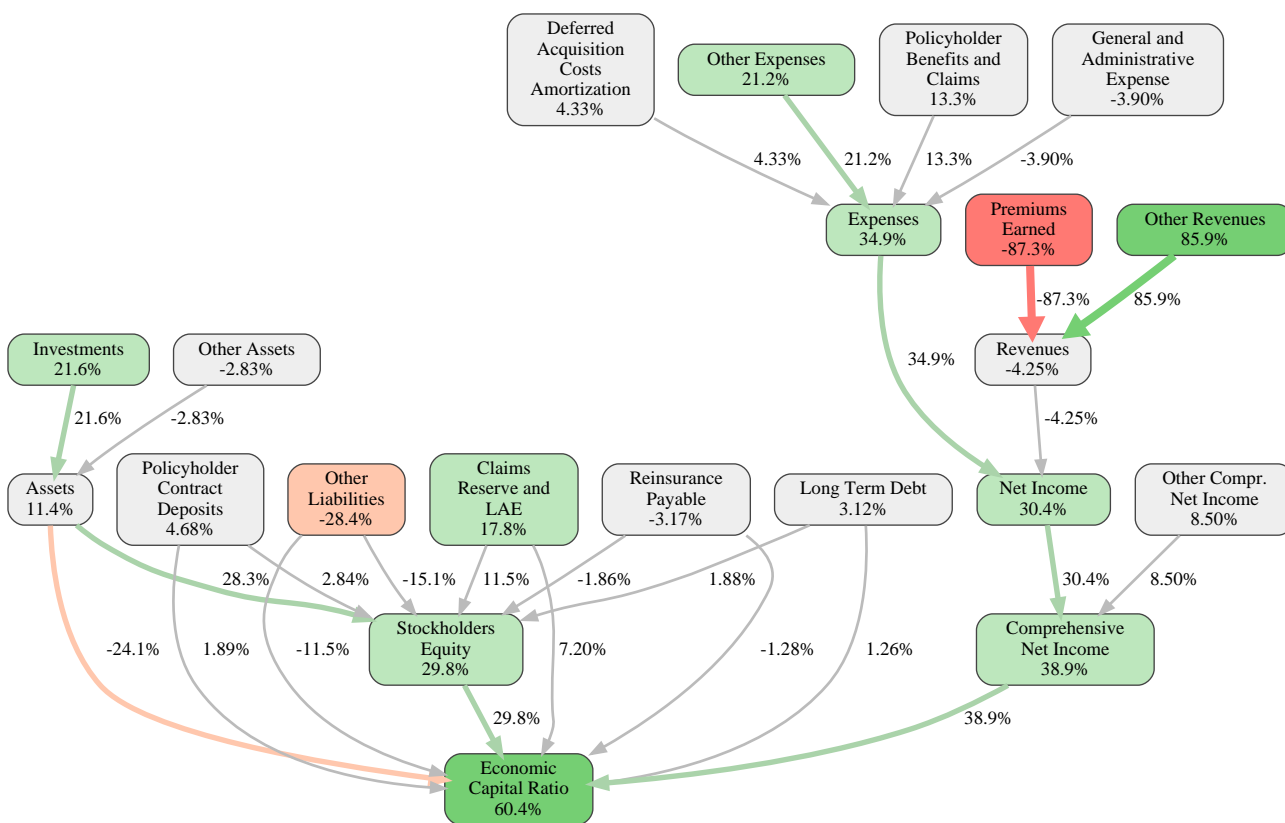 Deferred
Acquisition
Costs
Amortization
4.33%
Other Expenses
21.2%
Policyholder
Benefits and
Claims
13.3%
General and
Administrative
Expense
-3.90%
4.33%
21.2%
13.3%
-3.90%
Expenses
34.9%
Premiums
Earned
-87.3%
Other Revenues
85.9%
-87.3%
85.9%
Investments
21.6%
Other Assets
-2.83%
34.9%
Revenues
-4.25%
21.6%
-2.83%
-4.25%
Assets
11.4%
Policyholder
Contract
Deposits
4.68%
Other
Liabilities
-28.4%
Claims
Reserve and
LAE
17.8%
Reinsurance
Payable
-3.17%
Long Term Debt
3.12%
Net Income
30.4%
Other Compr.
Net Income
8.50%
28.3%
2.84%
-15.1%
11.5%
-1.86%
1.88%
30.4%
8.50%
Stockholders
Equity
29.8%
Comprehensive
Net Income
38.9%
-24.1%
1.89%
-11.5%
7.20%
-1.28%
1.26%
29.8%
38.9%
Economic
Capital Ratio
60.4%